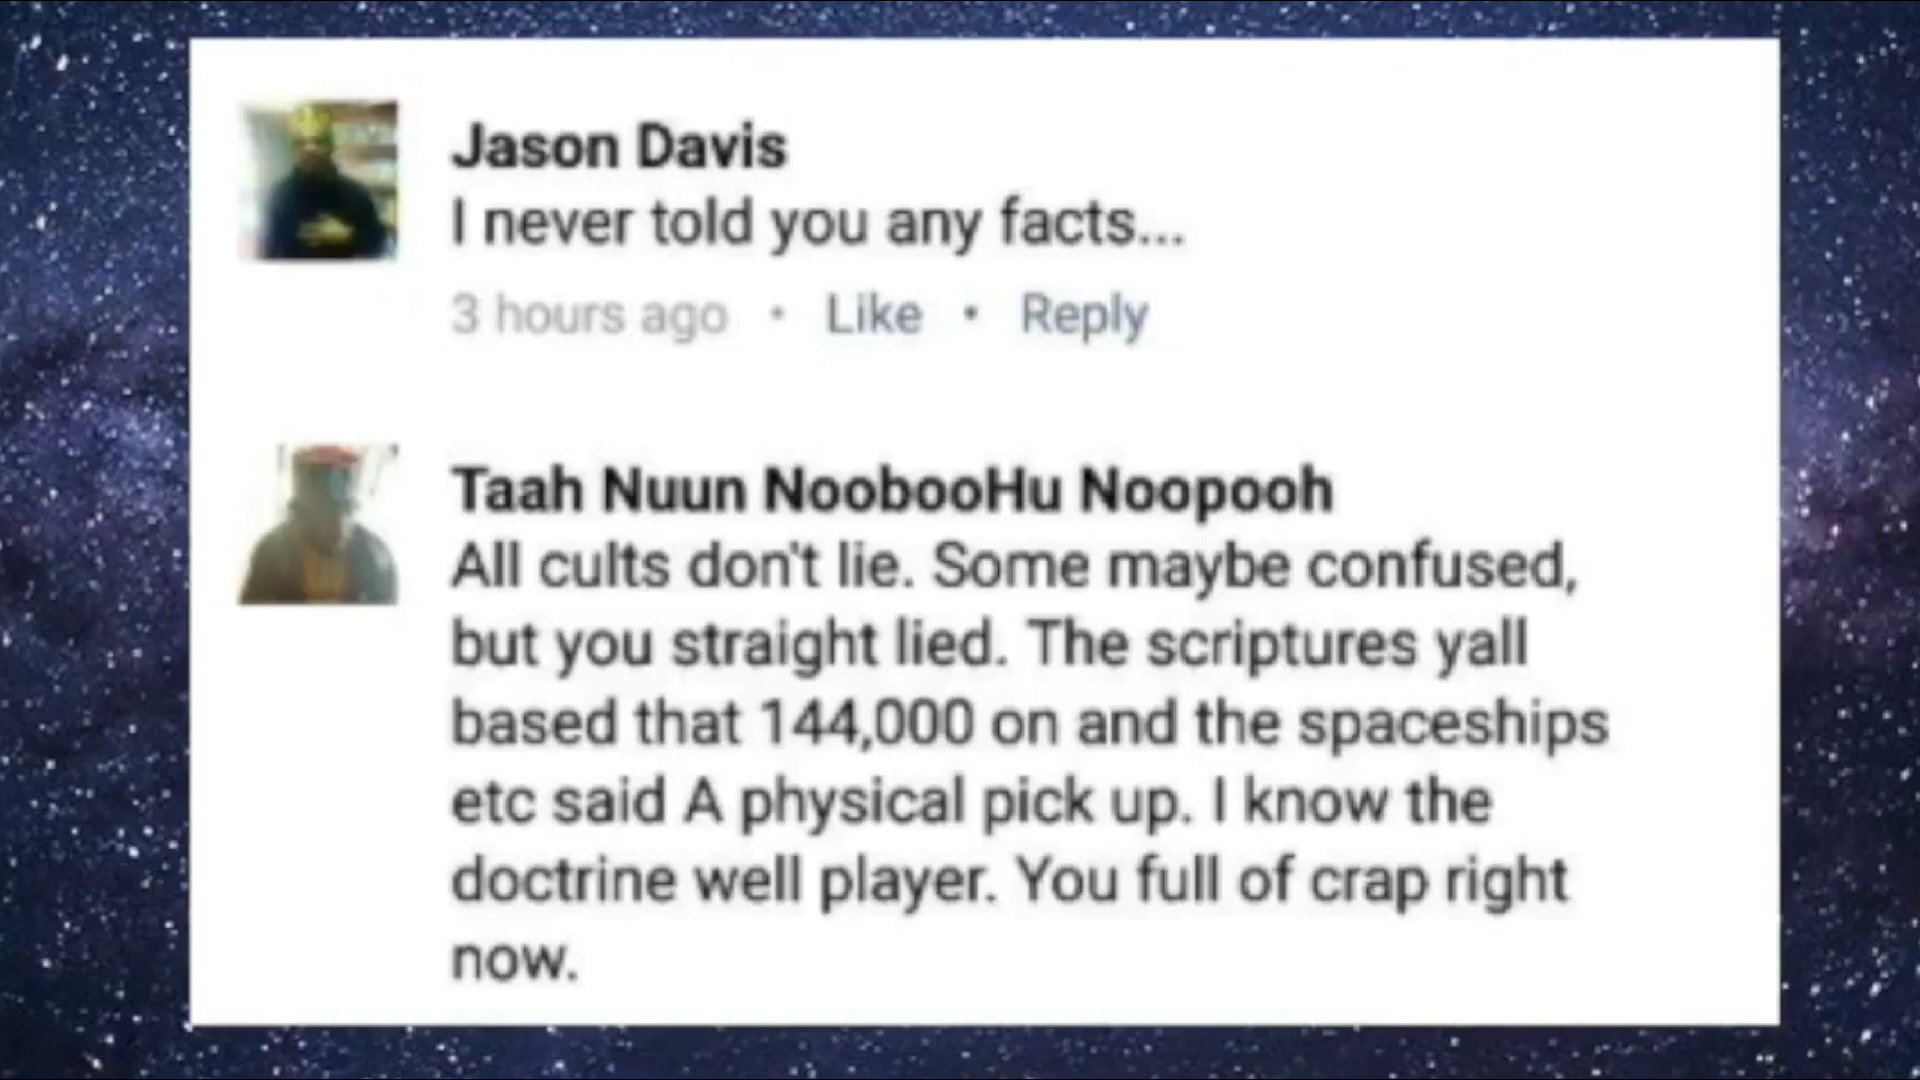 Jason Davis
I never told you any facts...
3 hours ago • Like • Reply
Taah Nuun NoobooHu Noopooh
All cults don't lie. Some maybe confused,
but you straight lied. The scriptures yall
based that 144,000 on and the spaceships
etc said A physical pick up. I know the
doctrine well player. You full of crap right
now.